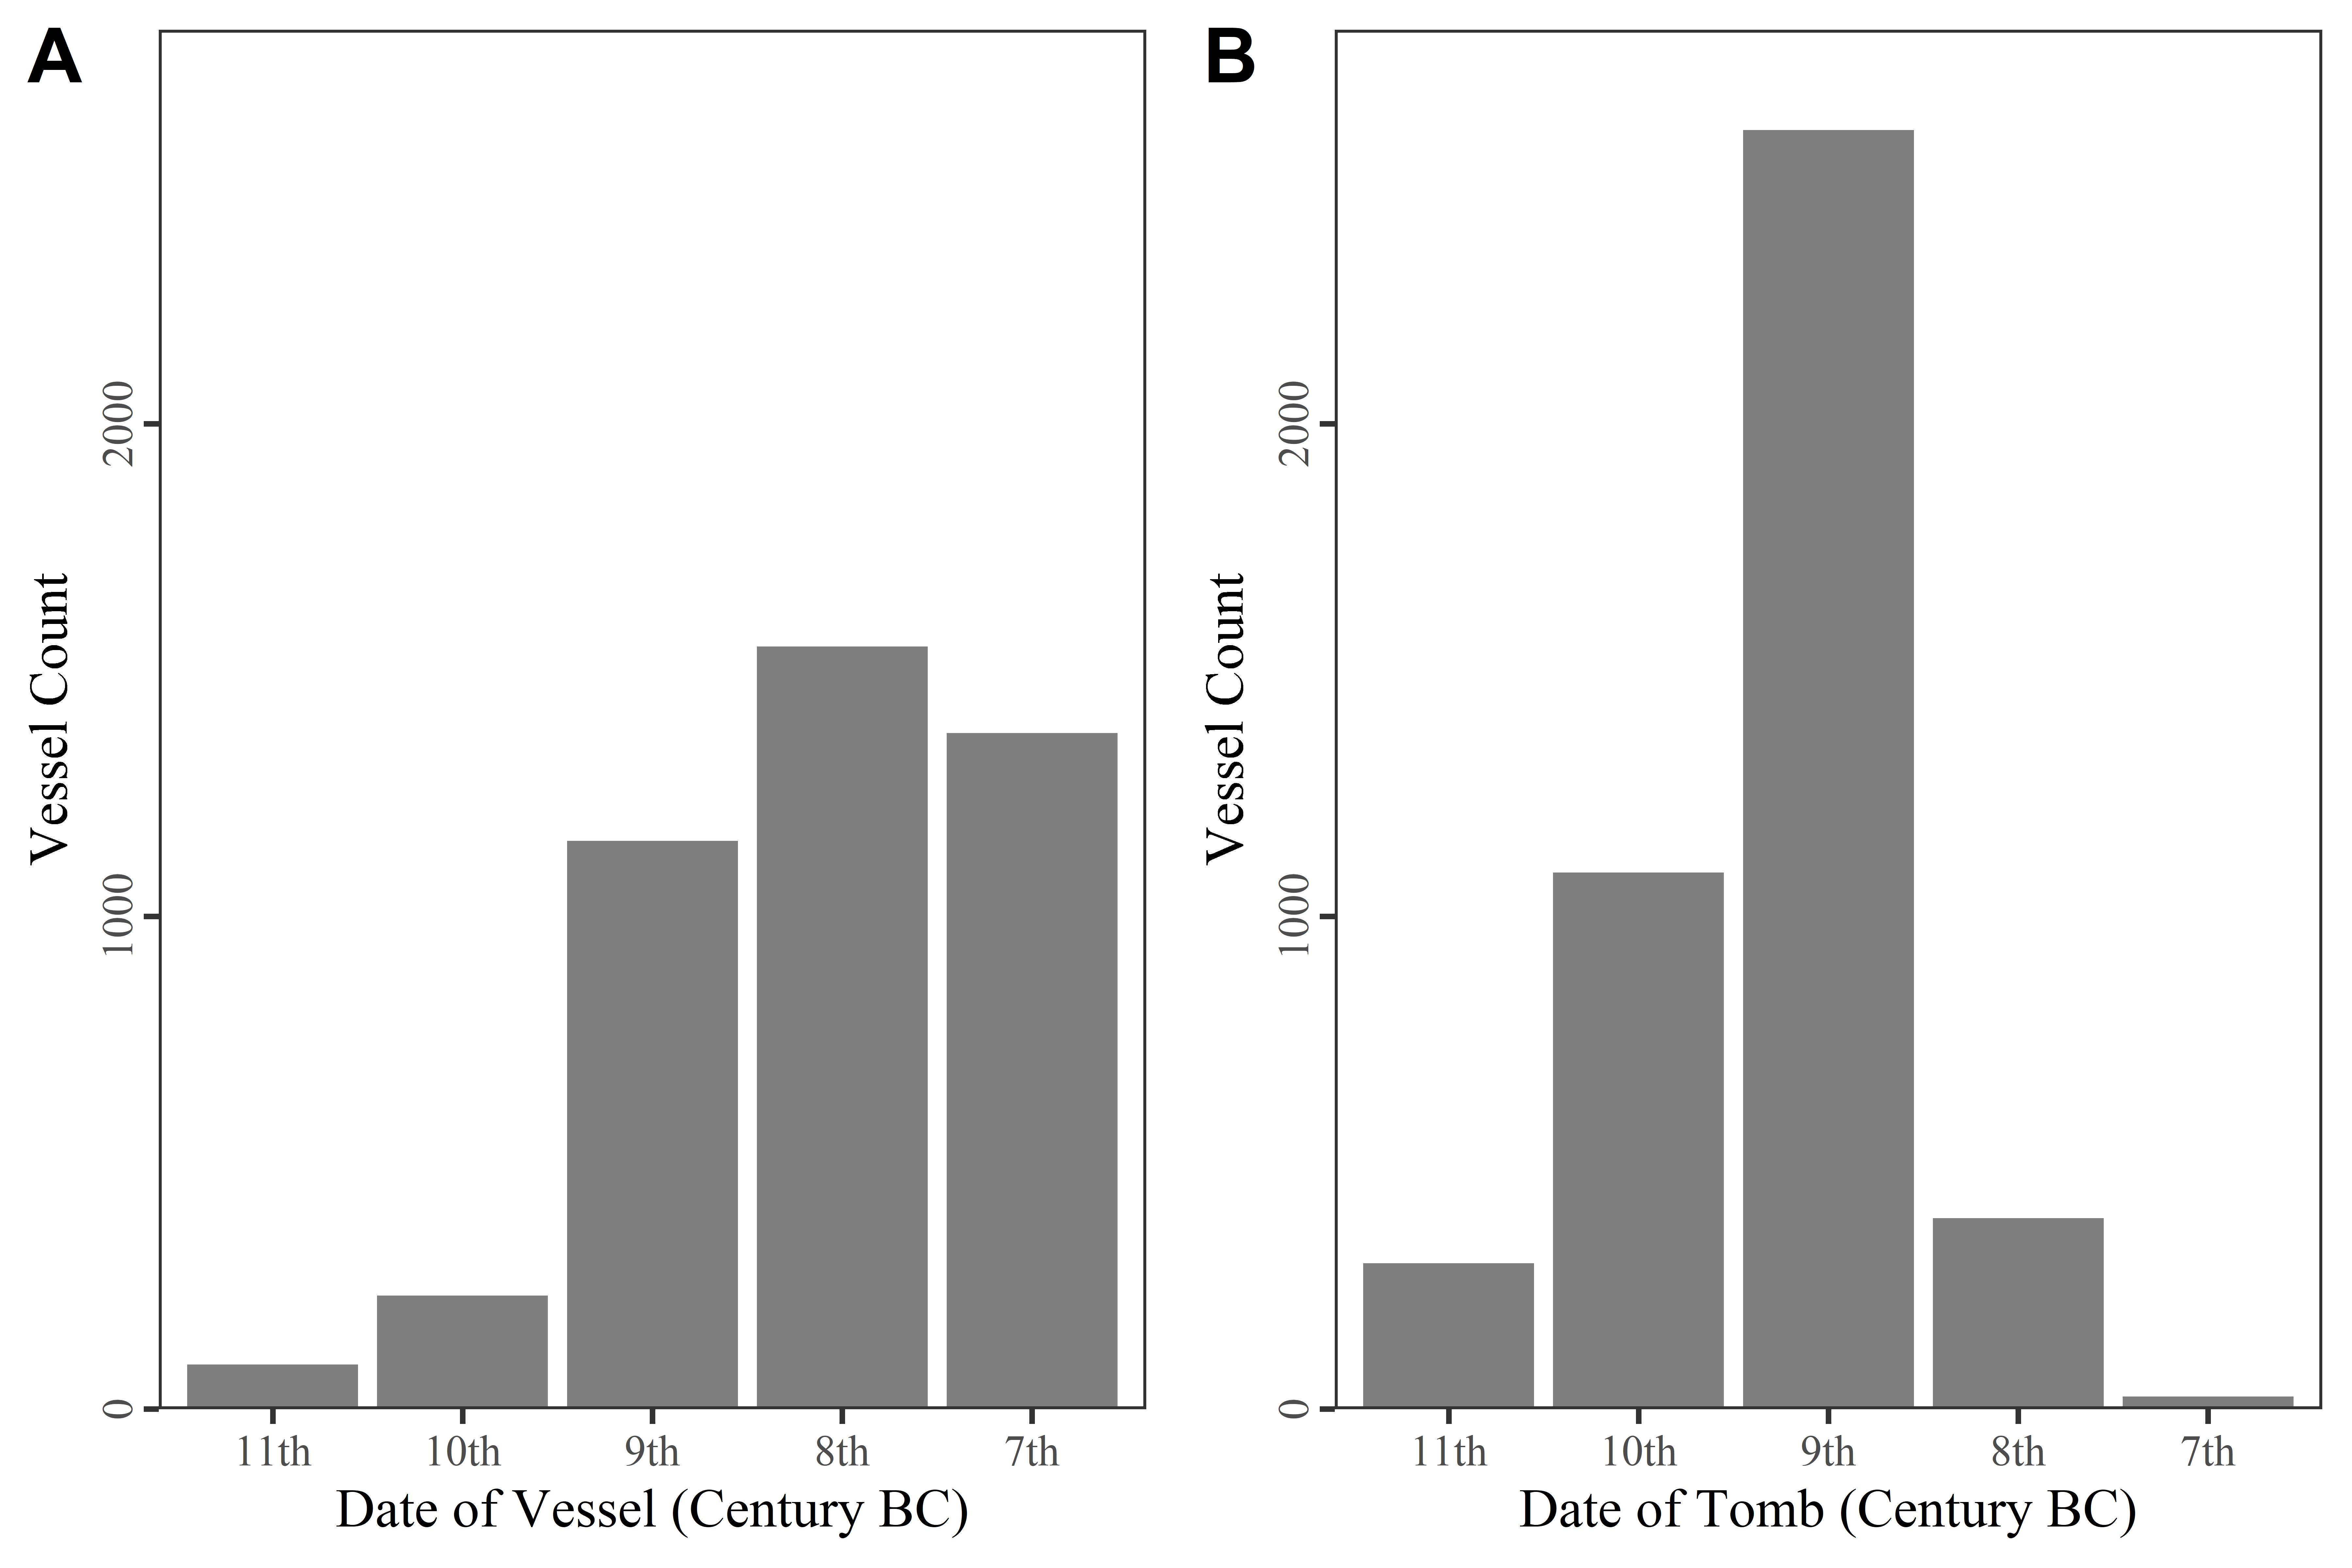 A
Vessel Count
2000
1000
0
11th 10th 9th 8th 7th
Date of Vessel (Century BC)
B
Vessel Count
2000
1000
0
11th 10th 9th 8th 7th
Date of Tomb (Century BC)